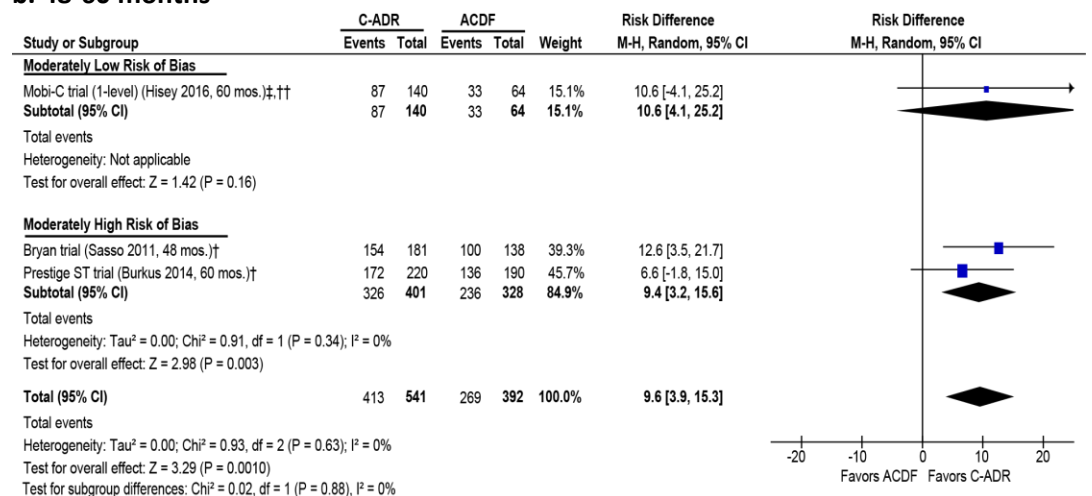 C-ADR ACDF Risk Difference Risk Difference
Study or Subgroup Events Total Events Total Weight M-H, Random, 95% CI M-H, Random, 95% CI
Moderately Low Risk of Bias
Mobi-C trial (1-level) (Hisey 2016, 60 mos.)‡,†† 87 140 33 64 15.1% 10.6 [-4.1, 25.2]
Subtotal (95% CI) 87 140 33 64 15.1% 10.6 [4.1, 25.2]
Total events
Heterogeneity: Not applicable
Test for overall effect: Z = 1.42 (P = 0.16)
Moderately High Risk of Bias
Bryan trial (Sasso 2011, 48 mos.)† 154 181 100 138 39.3% 12.6 [3.5, 21.7]
Prestige ST trial (Burkus 2014, 60 mos.)† 172 220 136 190 45.7% 6.6 [-1.8, 15.0]
Subtotal (95% CI) 326 401 236 328 84.9% 9.4 [3.2, 15.6]
Total events
Heterogeneity: Tau² = 0.00; Chi² = 0.91, df = 1 (P = 0.34); I² = 0%
Test for overall effect: Z = 2.98 (P = 0.003)
Total (95% CI) 413 541 269 392 100.0% 9.6 [3.9, 15.3]
Total events
Heterogeneity: Tau² = 0.00; Chi² = 0.93, df = 2 (P = 0.63); I² = 0%
Test for overall effect: Z = 3.29 (P = 0.0010)
Test for subgroup differences: Chi² = 0.02, df = 1 (P = 0.88), I² = 0%
-20 -10 0 10 20
Favors ACDF Favors C-ADR